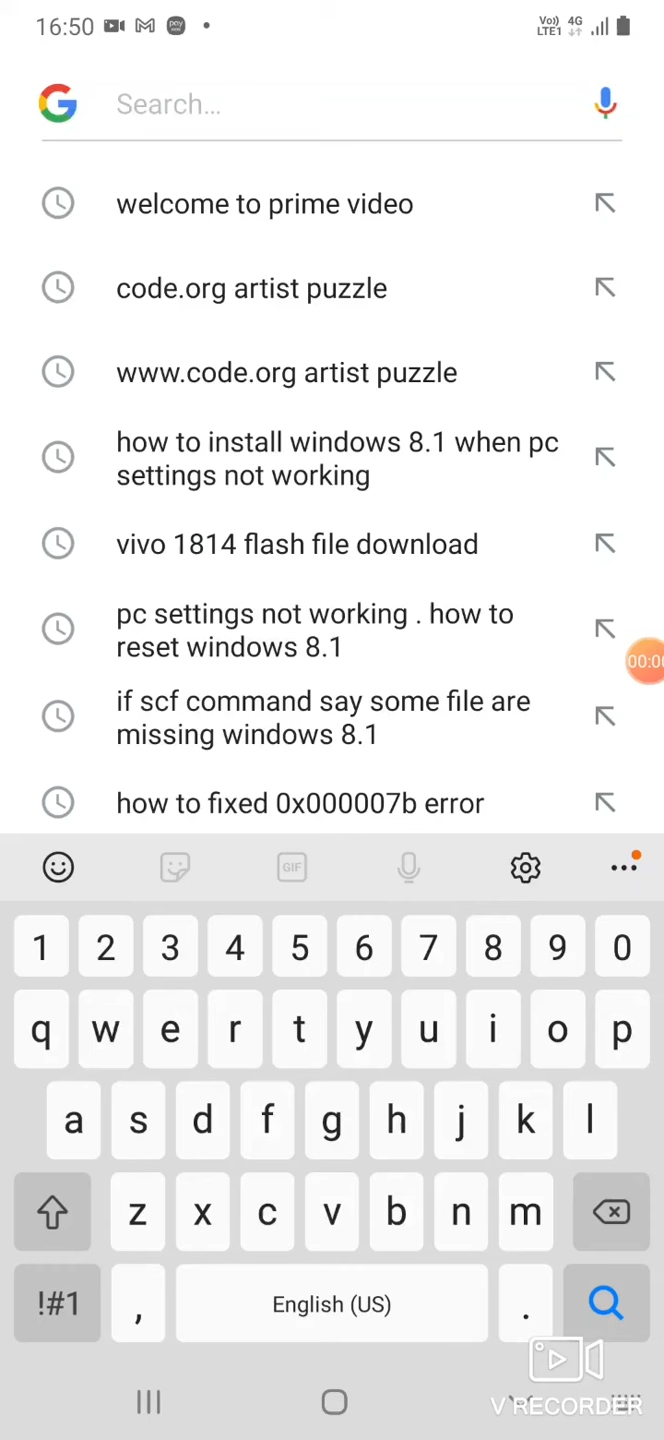 16:50
Vo)) LTE1 4G
Search...
welcome to prime video
code.org artist puzzle
www.code.org artist puzzle
how to install windows 8.1 when pc
settings not working
vivo 1814 flash file download
pc settings not working . how to
reset windows 8.1
00:0
if scf command say some file are
missing windows 8.1
how to fixed 0x000007b error
GIF
1 2 3 4 5 6 7 8 9 0
q w e r t y u i o p
a s d f g h j k l
z x c v b n m
!#1 , English (US) .
V RECORDER